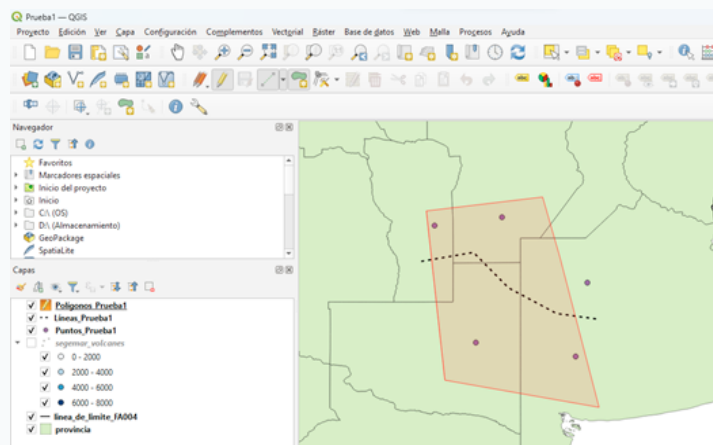 Prueba1 — QGIS
Proyecto Edición Ver Capa Configuración Complementos Vectorial Ráster Base de datos Web Malla Procesos Ayuda
Navegador
Favoritos
Marcadores espaciales
Inicio del proyecto
Inicio
C:\ (OS)
D:\ (Almacenamiento)
GeoPackage
SpatiaLite
Capas
Polígonos_Prueba1
Líneas_Prueba1
Puntos_Prueba1
segemar_volcanes
0 - 2000
2000 - 4000
4000 - 6000
6000 - 8000
linea_de_limite_FA004
provincia